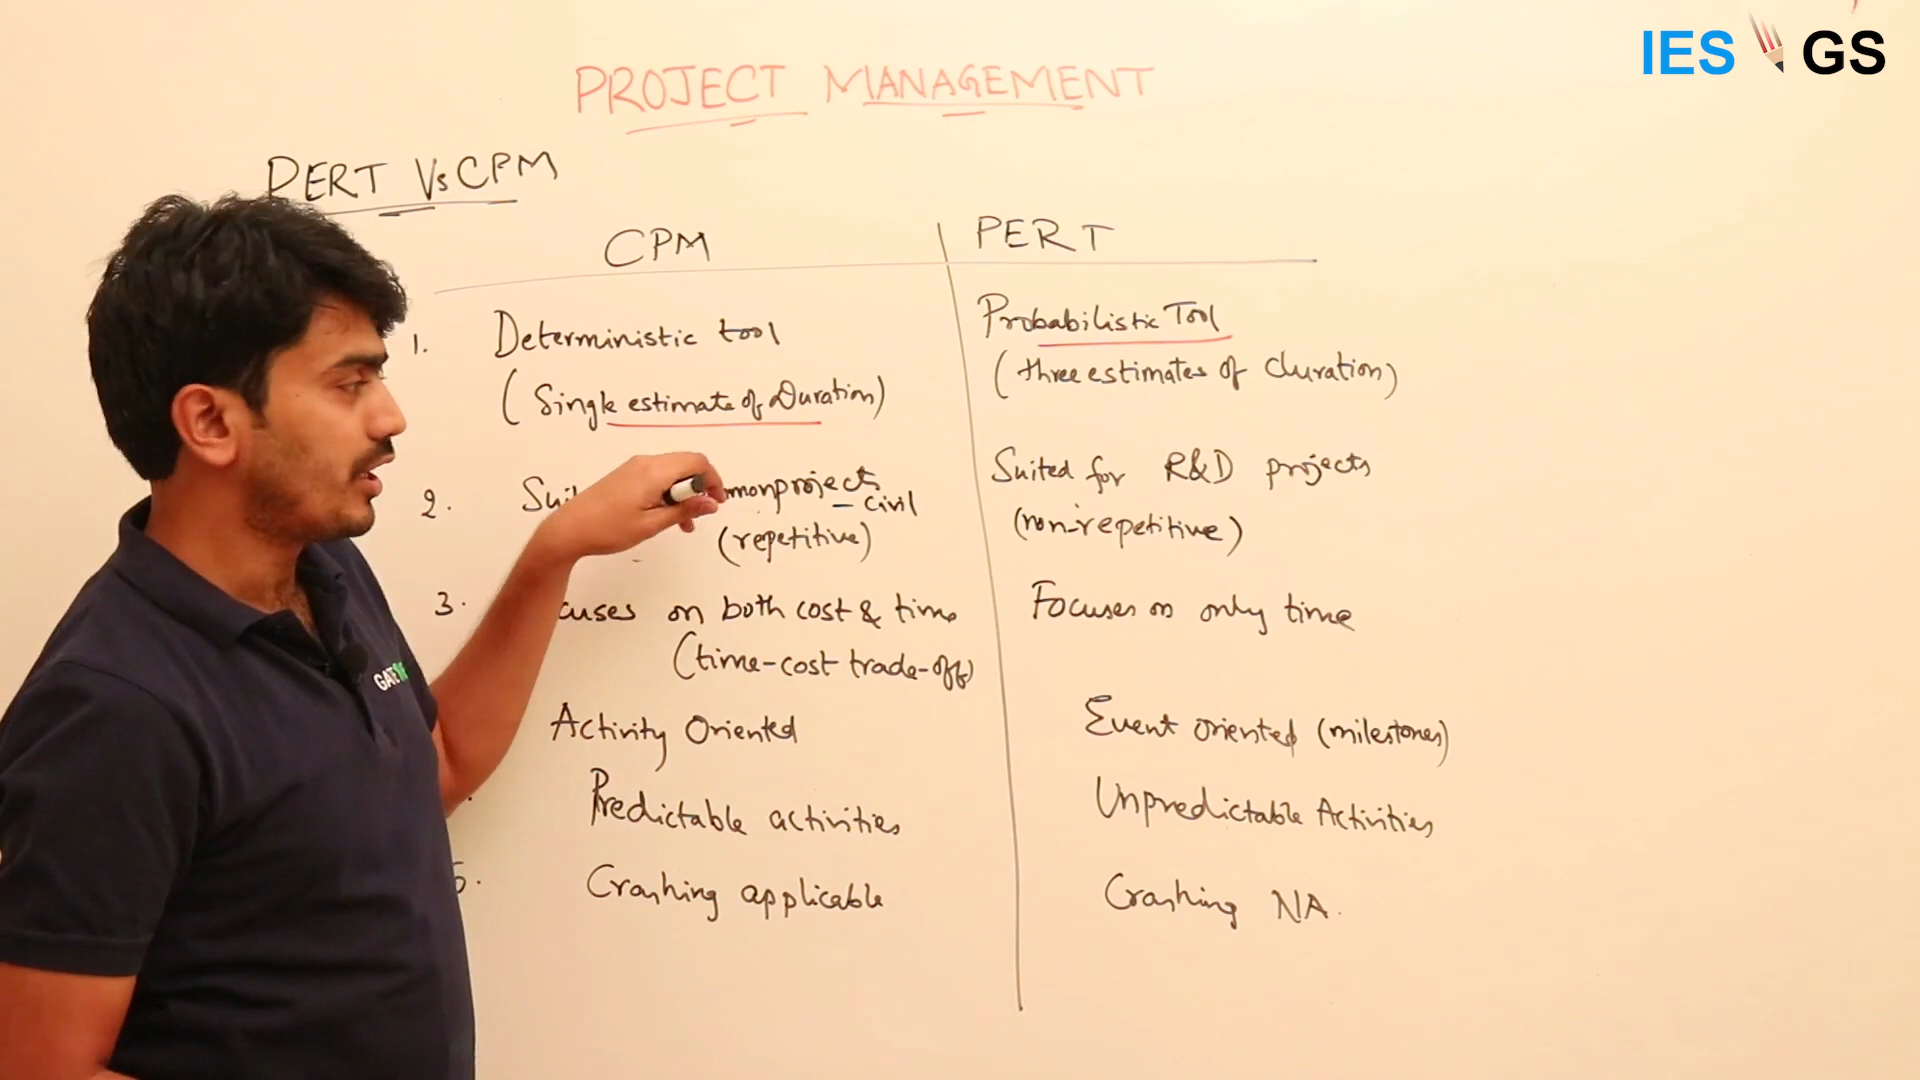 IES GS
PROJECT MANAGEMENT
PERT Vs CPM
CPM
PERT
1. Deterministic tool
(Single estimate of Duration)
Probabilistic Tool
(three estimates of duration)
2.
projects
- civil
(repetitive)
Suited for R&D projects
(non-repetitive)
3.
on both cost & time
(time-cost trade-off)
Focuses on only time
Activity Oriented
Event oriented (milestones)
Predictable activities
Unpredictable Activities
Crashing applicable
Crashing NA.